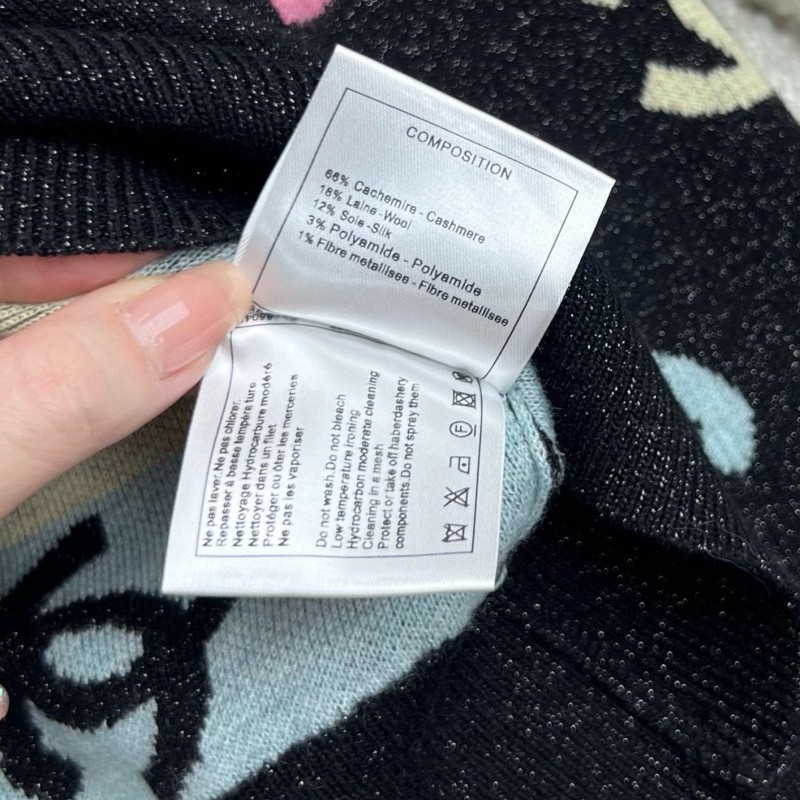 COMPOSITION
66% Cachemire - Cashmere
18% Laine -Wool
12% Soie -Silk
3% Polyamide - Polyamide
1% Fibre metallisee - Fibre metallisee
Ne pas laver.Ne pas chlorer.
Repasser à basse température
Nettoyage Hydrocarbure modéré
Nettoyer dans un filet
Protéger ou ôter les merceries
Ne pas les vaporiser
Do not wash.Do not bleach
Low temperature ironing
Hydrocarbon moderate cleaning
Cleaning in a mesh
Protect or take off haberdashery
components.Do not spray them